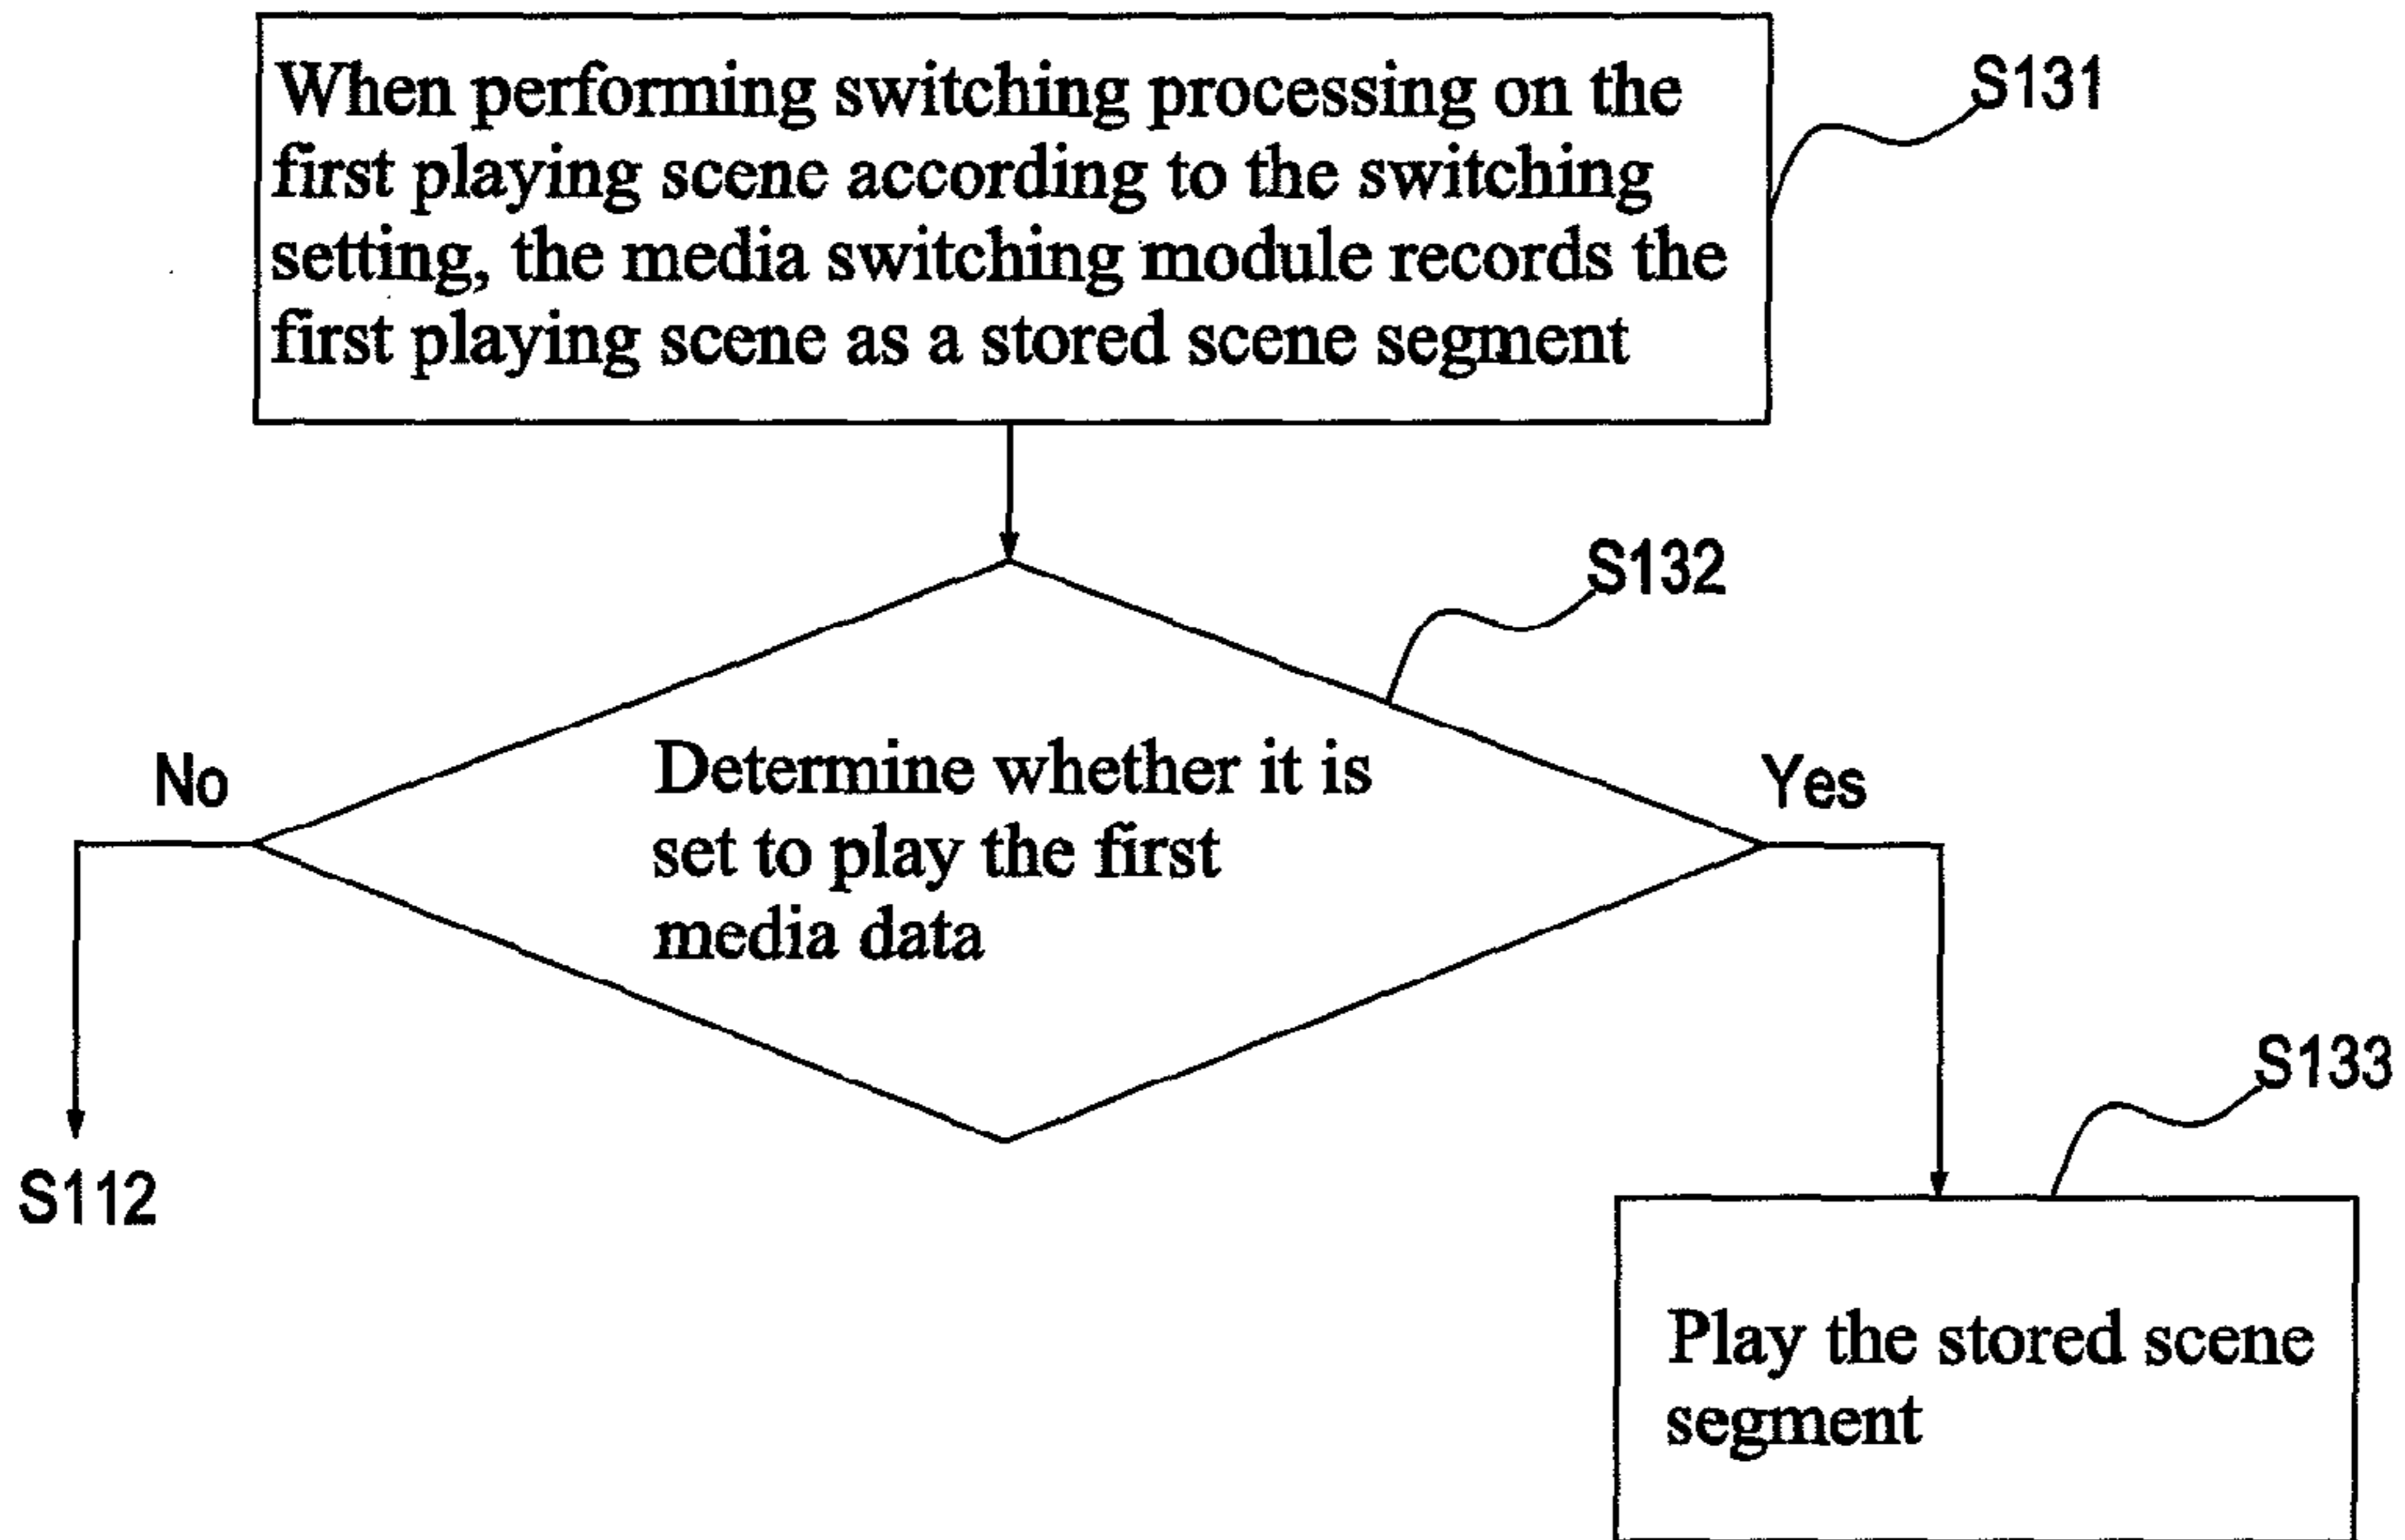 When performing switching processing on the
first playing scene according to the switching
setting, the media switching module records the
first playing scene as a stored scene segment
S131
S132
Determine whether it is
set to play the first
media data
No
Yes
S112
S133
Play the stored scene
segment